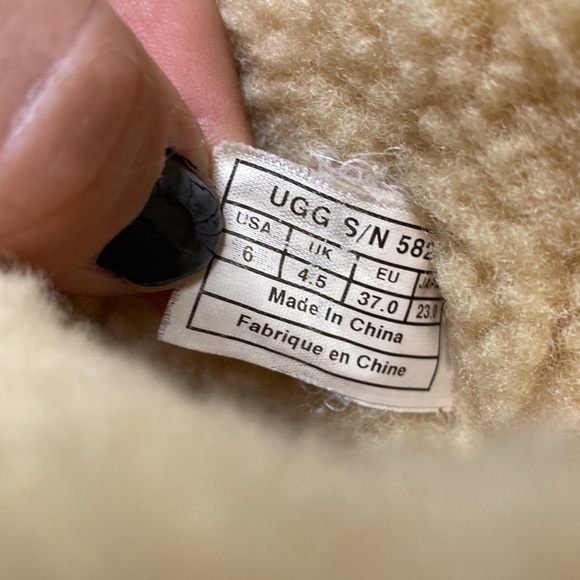 UGG S/N 582
USA UK EU
6 4.5 37.0 23.0
Made In China
Fabrique en Chine